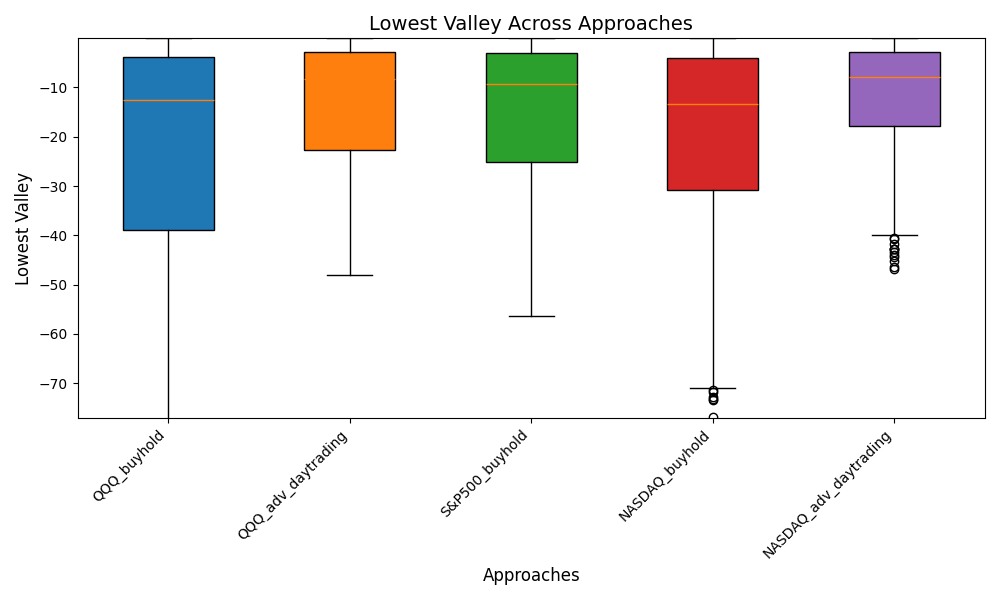 Lowest Valley Across Approaches
Lowest Valley
−10
−20
−30
−40
−50
−60
−70
QQQ_buyhold
QQQ_adv_daytrading
S&P500_buyhold
NASDAQ_buyhold
NASDAQ_adv_daytrading
Approaches